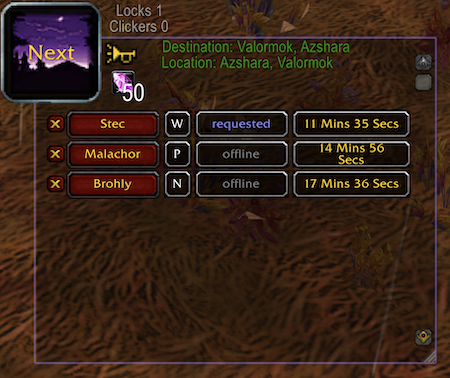 Locks 1
Clickers 0
Next
Destination: Valormok, Azshara
Location: Azshara, Valormok
50
X Stec W requested 11 Mins 35 Secs
X Malachor P offline 14 Mins 56 Secs
X Brohly N offline 17 Mins 36 Secs